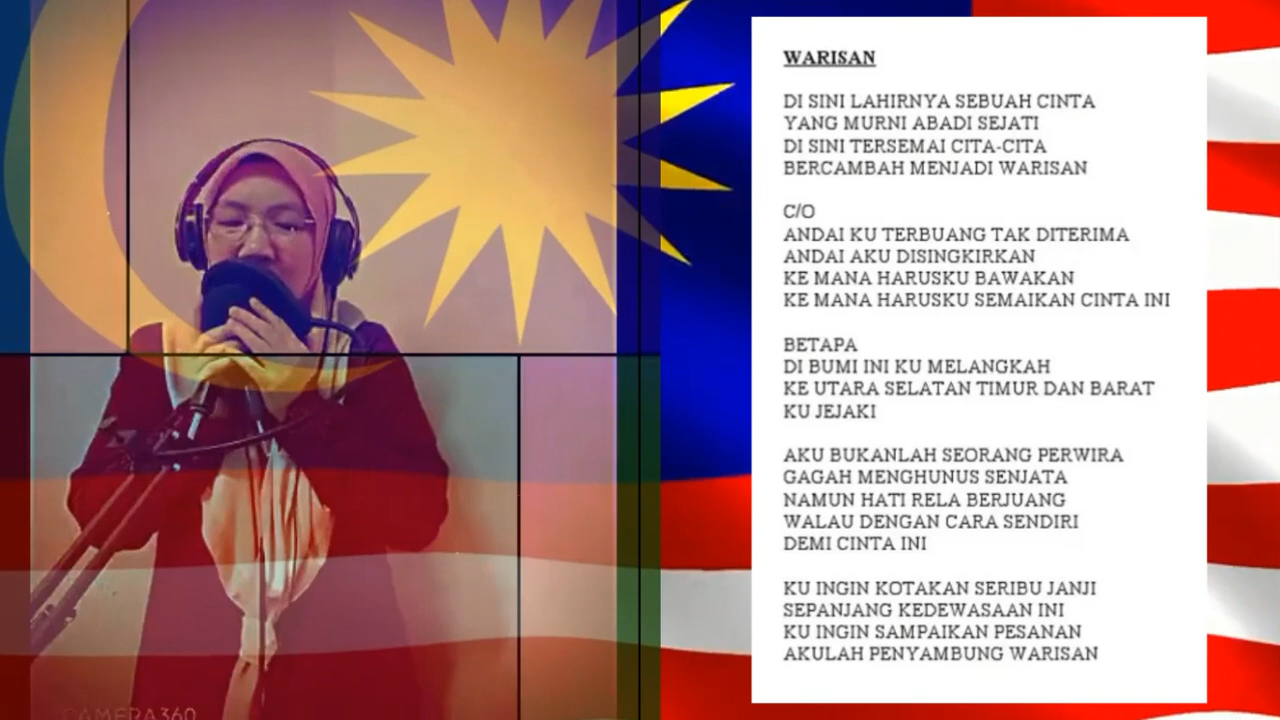 WARISAN
DI SINI LAHIRNYA SEBUAH CINTA
YANG MURNI ABADI SEJATI
DI SINI TERSEMAI CITA-CITA
BERCAMBAH MENJADI WARISAN
C/O
ANDAI KU TERBUANG TAK DITERIMA
ANDAI AKU DISINGKIRKAN
KE MANA HARUSKU BAWAKAN
KE MANA HARUSKU SEMAIKAN CINTA INI
BETAPA
DI BUMI INI KU MELANGKAH
KE UTARA SELATAN TIMUR DAN BARAT
KU JEJAKI
AKU BUKANLAH SEORANG PERWIRA
GAGAH MENGHUNUS SENJATA
NAMUN HATI RELA BERJUANG
WALAU DENGAN CARA SENDIRI
DEMI CINTA INI
KU INGIN KOTAKAN SERIBU JANJI
SEPANJANG KEDEWASAAN INI
KU INGIN SAMPAIKAN PESANAN
AKULAH PENYAMBUNG WARISAN
CAMERA360